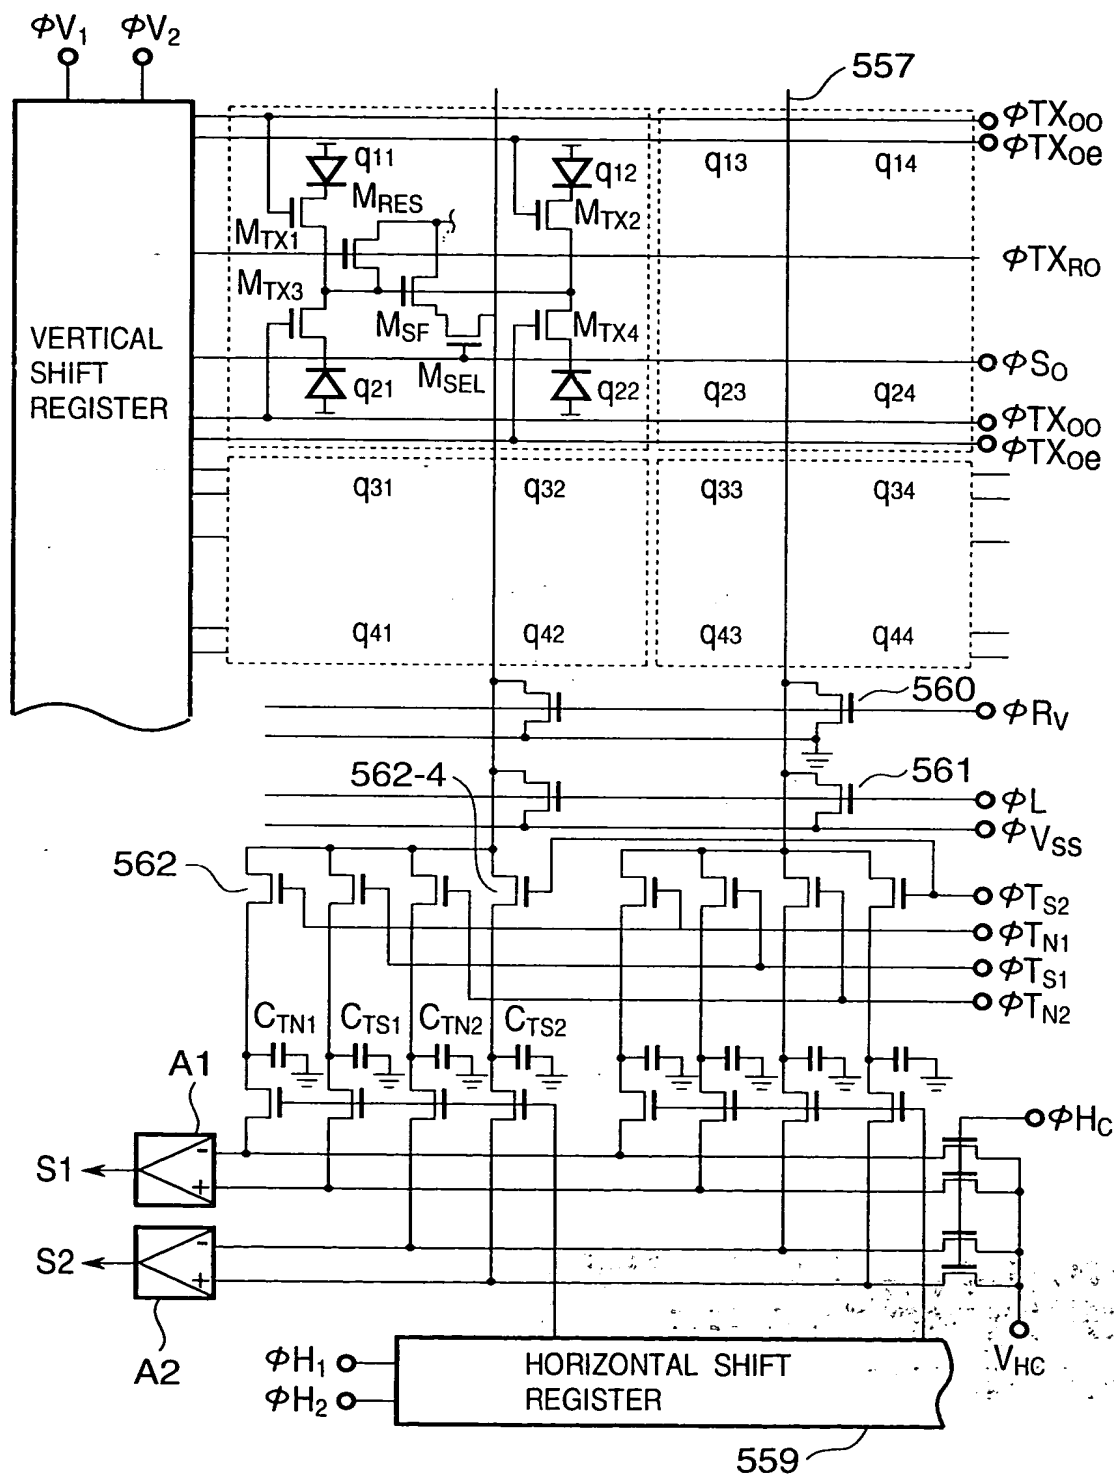 ϕV1 ϕV2
557
ϕTXOO
ϕTXOe
q11
q12
q13
q14
MRES
MTX1
MTX2
ϕTXRO
MTX3
MSF
MTX4
VERTICAL
SHIFT
REGISTER
MSEL
ϕSO
q21
q22
q23
q24
ϕTXOO
ϕTXOe
q31
q32
q33
q34
q41
q42
q43
q44
560
ϕRV
562-4
561
ϕL
ϕVSS
562
ϕTS2
ϕTN1
ϕTS1
ϕTN2
CTN1
CTS1
CTN2
CTS2
A1
ϕHC
S1
-
+
S2
-
+
A2
VHC
ϕH1
ϕH2
HORIZONTAL SHIFT
REGISTER
559